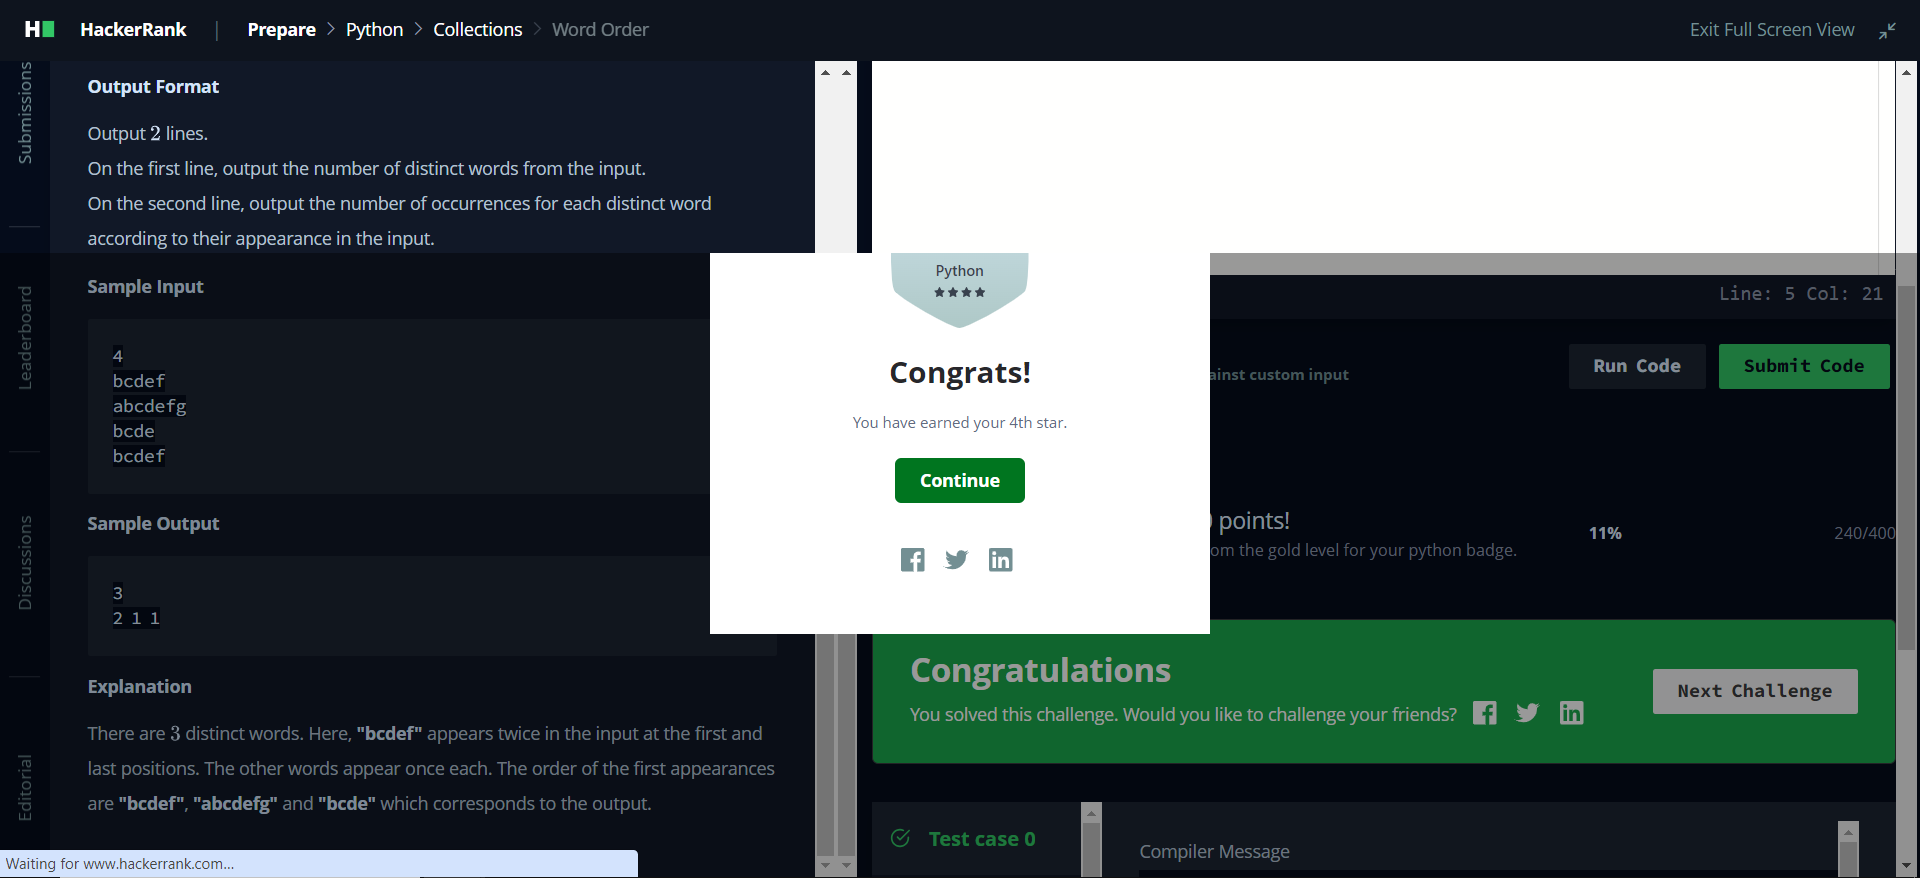 HackerRank | Prepare > Python > Collections > Word Order
Exit Full Screen View
Submissions
Leaderboard
Discussions
Editorial
Output Format
Output 2 lines.
On the first line, output the number of distinct words from the input.
On the second line, output the number of occurrences for each distinct word
according to their appearance in the input.
Sample Input
4
bcdef
abcdefg
bcde
bcdef
Sample Output
3
2 1 1
Explanation
There are 3 distinct words. Here, "bcdef" appears twice in the input at the first and
last positions. The other words appear once each. The order of the first appearances
are "bcdef", "abcdefg" and "bcde" which corresponds to the output.
Waiting for www.hackerrank.com...
Python
Congrats!
You have earned your 4th star.
Continue
Line: 5 Col: 21
custom input
Run Code
Submit Code
points!
11%
240/400
the gold level for your python badge.
Congratulations
You solved this challenge. Would you like to challenge your friends?
Next Challenge
Test case 0
Compiler Message